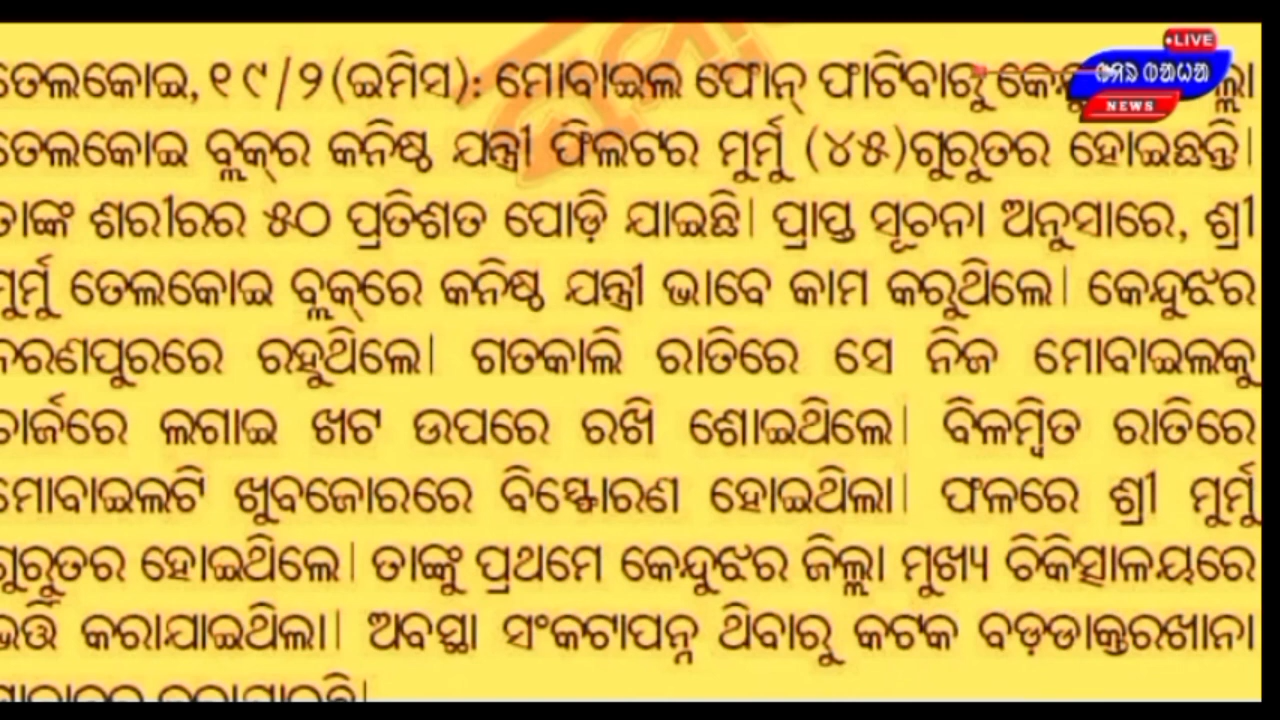 ତେଲକୋଇ, ୧୯/୨(ଇମିସ): ମୋବାଇଲ ଫୋନ୍ ଫାଟିବାରୁ
ତେଲକୋଇ ବ୍ଲକ୍‌ର କନିଷ୍ଠ ଯନ୍ତ୍ରୀ ଫିଲଟର ମୁର୍ମୁ (୪୫)ଗୁରୁତର ହୋଇଛନ୍ତି।
ତାଙ୍କ ଶରୀରର ୫୦ ପ୍ରତିଶତ ପୋଡ଼ି ଯାଇଛି। ପ୍ରାପ୍ତ ସୂଚନା ଅନୁସାରେ, ଶ୍ରୀ
ମୁର୍ମୁ ତେଲକୋଇ ବ୍ଲକ୍‌ରେ କନିଷ୍ଠ ଯନ୍ତ୍ରୀ ଭାବେ କାମ କରୁଥିଲେ। କେନ୍ଦୁଝର
ନରଣପୁରରେ ରହୁଥିଲେ। ଗତକାଲି ରାତିରେ ସେ ନିଜ ମୋବାଇଲକୁ
ଚାର୍ଜରେ ଲଗାଇ ଖଟ ଉପରେ ରଖି ଶୋଇଥିଲେ। ବିଳମ୍ବିତ ରାତିରେ
ମୋବାଇଲଟି ଖୁବଜୋରରେ ବିସ୍ଫୋରଣ ହୋଇଥିଲା। ଫଳରେ ଶ୍ରୀ ମୁର୍ମୁ
ଗୁରୁତର ହୋଇଥିଲେ। ତାଙ୍କୁ ପ୍ରଥମେ କେନ୍ଦୁଝର ଜିଲ୍ଲା ମୁଖ୍ୟ ଚିକିତ୍ସାଳୟରେ
ଭର୍ତ୍ତି କରାଯାଇଥିଲା। ଅବସ୍ଥା ସଂକଟାପନ୍ନ ଥିବାରୁ କଟକ ବଡ଼ଡାକ୍ତରଖାନା
LIVE
NEWS